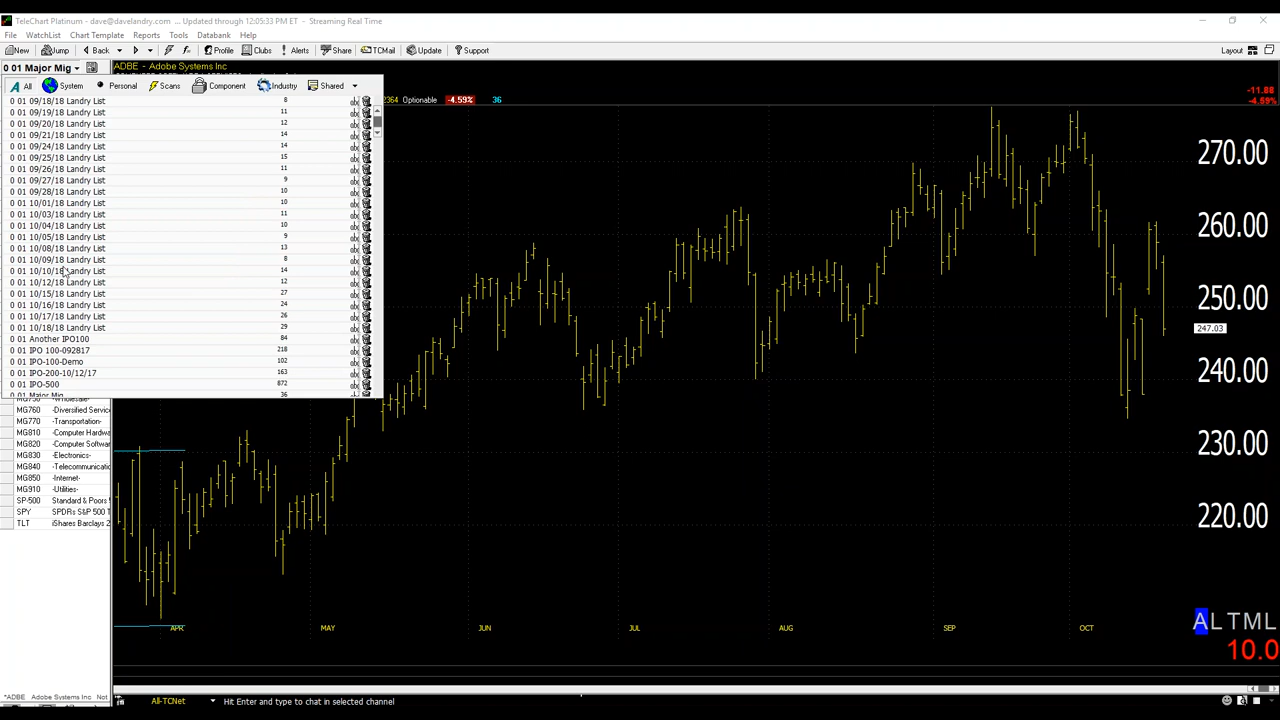 TeleChart Platinum - dave@davelandry.com ... Updated through 12:05:33 PM ET - Streaming Real Time
File WatchList Chart Template Reports Tools Databank Help
New Jump Back Profile Clubs Alerts Share TCMail Update Support Layout
0 01 Major Mig
ADBE - Adobe Systems Inc
-11.88
-4.59%
All System Personal Scans Component Industry Shared
2364 Optionable -4.59% 36
0 01 09/18/18 Landry List 8
0 01 09/19/18 Landry List 11
0 01 09/20/18 Landry List 12
0 01 09/21/18 Landry List 14
0 01 09/24/18 Landry List 14
0 01 09/25/18 Landry List 15
0 01 09/26/18 Landry List 11
0 01 09/27/18 Landry List 9
0 01 09/28/18 Landry List 10
0 01 10/01/18 Landry List 10
0 01 10/03/18 Landry List 11
0 01 10/04/18 Landry List 10
0 01 10/05/18 Landry List 9
0 01 10/08/18 Landry List 13
0 01 10/09/18 Landry List 8
0 01 10/10/18 Landry List 14
0 01 10/12/18 Landry List 12
0 01 10/15/18 Landry List 27
0 01 10/16/18 Landry List 24
0 01 10/17/18 Landry List 26
0 01 10/18/18 Landry List 29
0 01 Another IPO100 84
0 01 IPO 100-092817 218
0 01 IPO-100-Demo 102
0 01 IPO-200-10/12/17 163
0 01 IPO-500 872
0 01 Major Mig 36
MG750 -Wholesale-
MG760 -Diversified Service
MG770 -Transportation-
MG810 -Computer Hardw
MG820 -Computer Softwar
MG830 -Electronics-
MG840 -Telecommunicatio
MG850 -Internet-
MG910 -Utilities-
SP-500 Standard & Poors 5
SPY SPDRs S&P 500 T
TLT iShares Barclays 2
270.00
260.00
250.00
247.03
240.00
230.00
220.00
APR MAY JUN JUL AUG SEP OCT
ALTML
10.0
*ADBE Adobe Systems Inc Not
All-TCNet Hit Enter and type to chat in selected channel